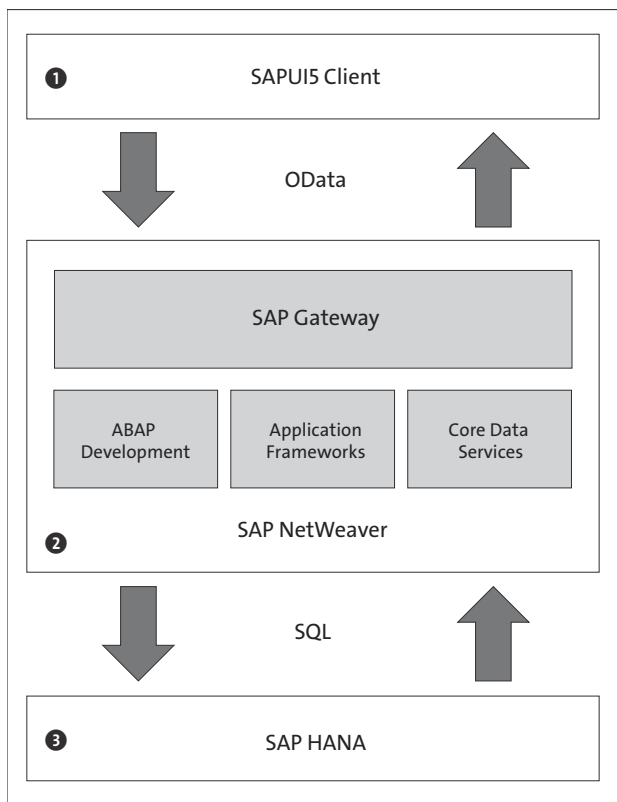 ❶
SAPUI5 Client
OData
SAP Gateway
ABAP
Development
Application
Frameworks
Core Data
Services
SAP NetWeaver
❷
SQL
❸
SAP HANA